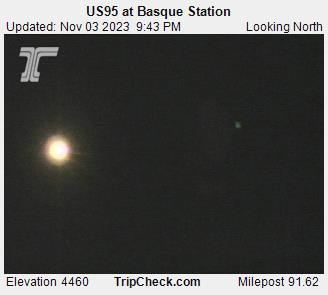 US95 at Basque Station
Updated: Nov 03 2023 9:43 PM Looking North
Elevation 4460 TripCheck.com Milepost 91.62